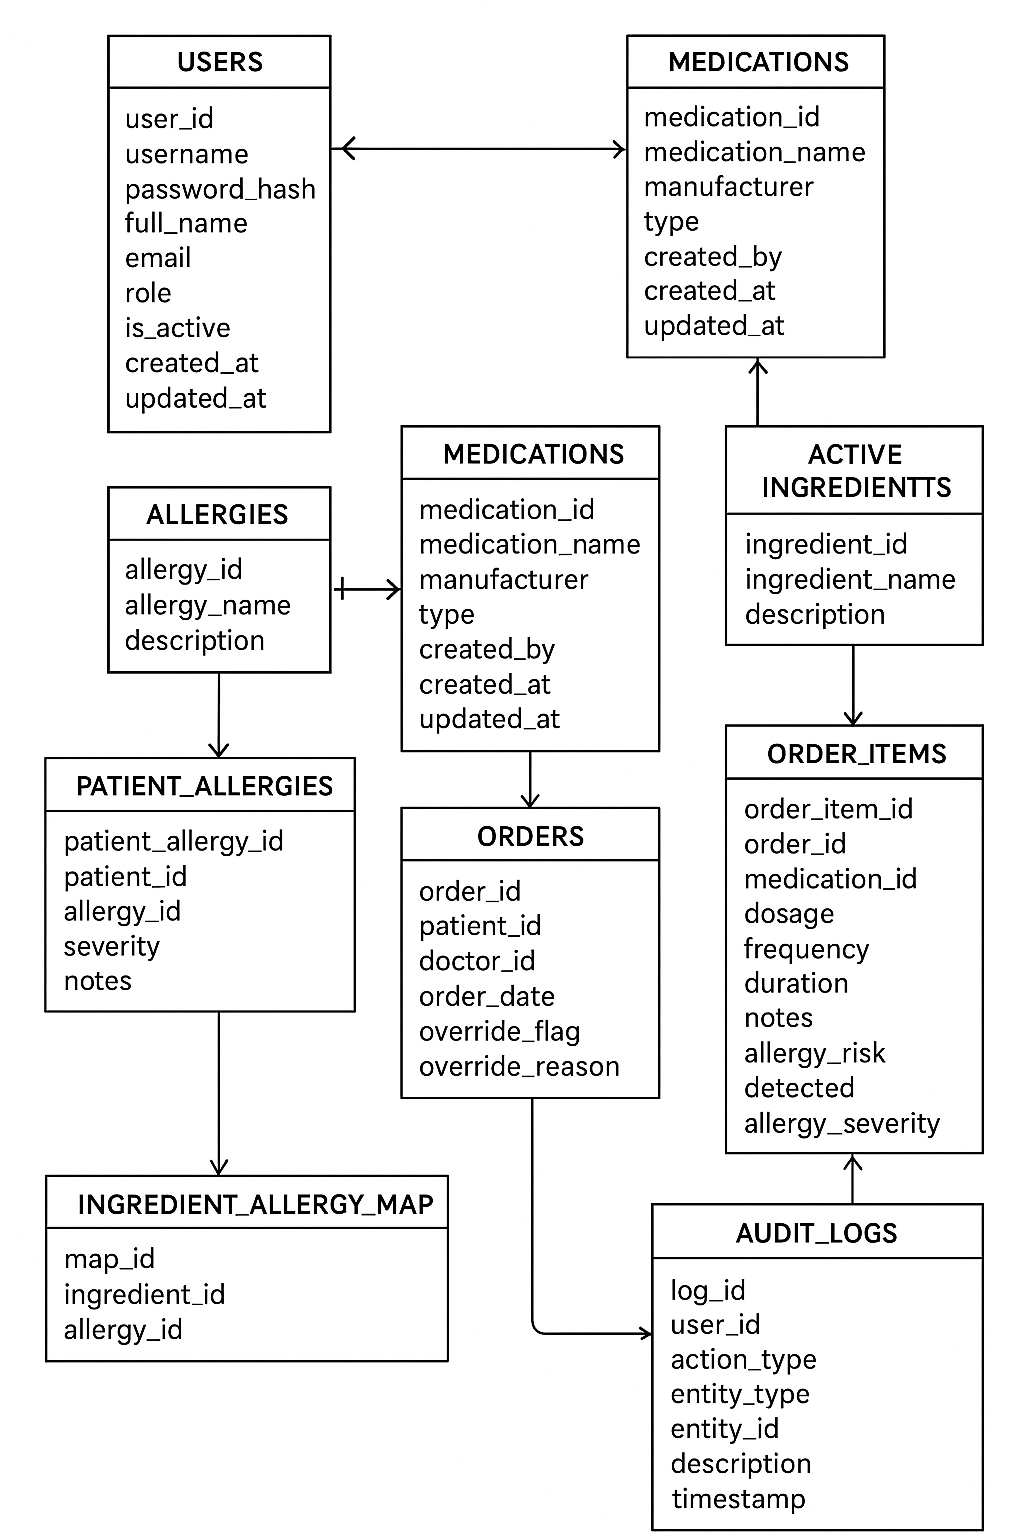 USERS
user_id
username
password_hash
full_name
email
role
is_active
created_at
updated_at
MEDICATIONS
medication_id
medication_name
manufacturer
type
created_by
created_at
updated_at
ALLERGIES
allergy_id
allergy_name
description
MEDICATIONS
medication_id
medication_name
manufacturer
type
created_by
created_at
updated_at
ACTIVE
INGREDIENTTS
ingredient_id
ingredient_name
description
PATIENT_ALLERGIES
patient_allergy_id
patient_id
allergy_id
severity
notes
ORDERS
order_id
patient_id
doctor_id
order_date
override_flag
override_reason
ORDER_ITEMS
order_item_id
order_id
medication_id
dosage
frequency
duration
notes
allergy_risk
detected
allergy_severity
INGREDIENT_ALLERGY_MAP
map_id
ingredient_id
allergy_id
AUDIT_LOGS
log_id
user_id
action_type
entity_type
entity_id
description
timestamp